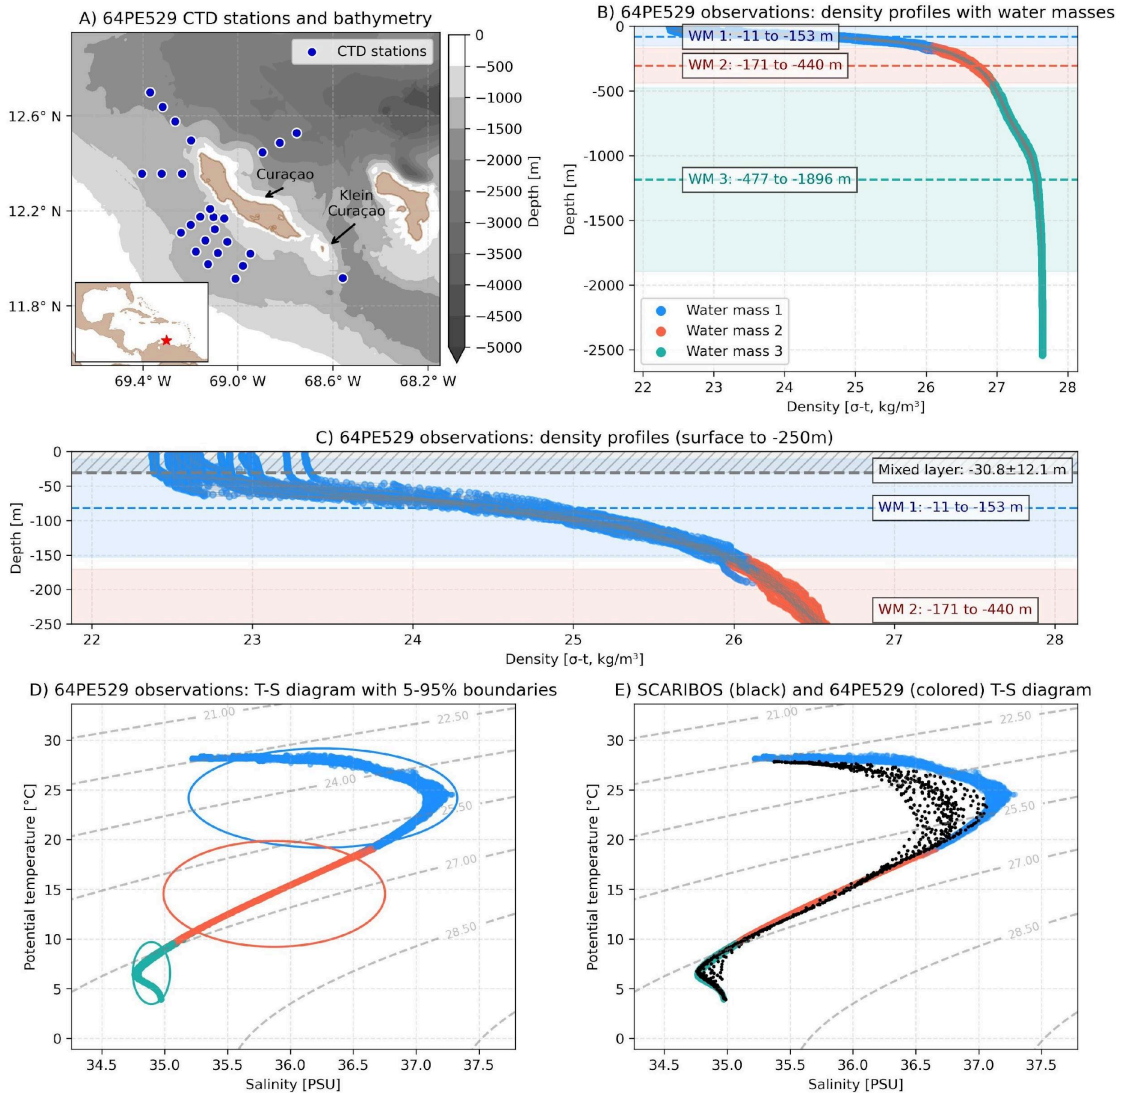 A) 64PE529 CTD stations and bathymetry
CTD stations
12.6° N
12.2° N
11.8° N
69.4° W
69.0° W
68.6° W
68.2° W
Curaçao
Klein
Curaçao
0
−500
−1000
−1500
−2000
−2500
−3000
−3500
−4000
−4500
−5000
Depth [m]
B) 64PE529 observations: density profiles with water masses
WM 1: -11 to -153 m
WM 2: -171 to -440 m
WM 3: -477 to -1896 m
Water mass 1
Water mass 2
Water mass 3
0
-500
-1000
-1500
-2000
-2500
Depth [m]
22
23
24
25
26
27
28
Density [σ-t, kg/m³]
C) 64PE529 observations: density profiles (surface to -250m)
Mixed layer: -30.8±12.1 m
WM 1: -11 to -153 m
WM 2: -171 to -440 m
0
-50
-100
-150
-200
-250
Depth [m]
22
23
24
25
26
27
28
Density [σ-t, kg/m³]
D) 64PE529 observations: T-S diagram with 5-95% boundaries
21.00
22.50
24.00
25.50
27.00
28.50
30
25
20
15
10
5
0
Potential temperature [°C]
34.5
35.0
35.5
36.0
36.5
37.0
37.5
Salinity [PSU]
E) SCARIBOS (black) and 64PE529 (colored) T-S diagram
21.00
22.50
25.50
27.00
28.50
30
25
20
15
10
5
0
Potential temperature [°C]
34.5
35.0
35.5
36.0
36.5
37.0
37.5
Salinity [PSU]